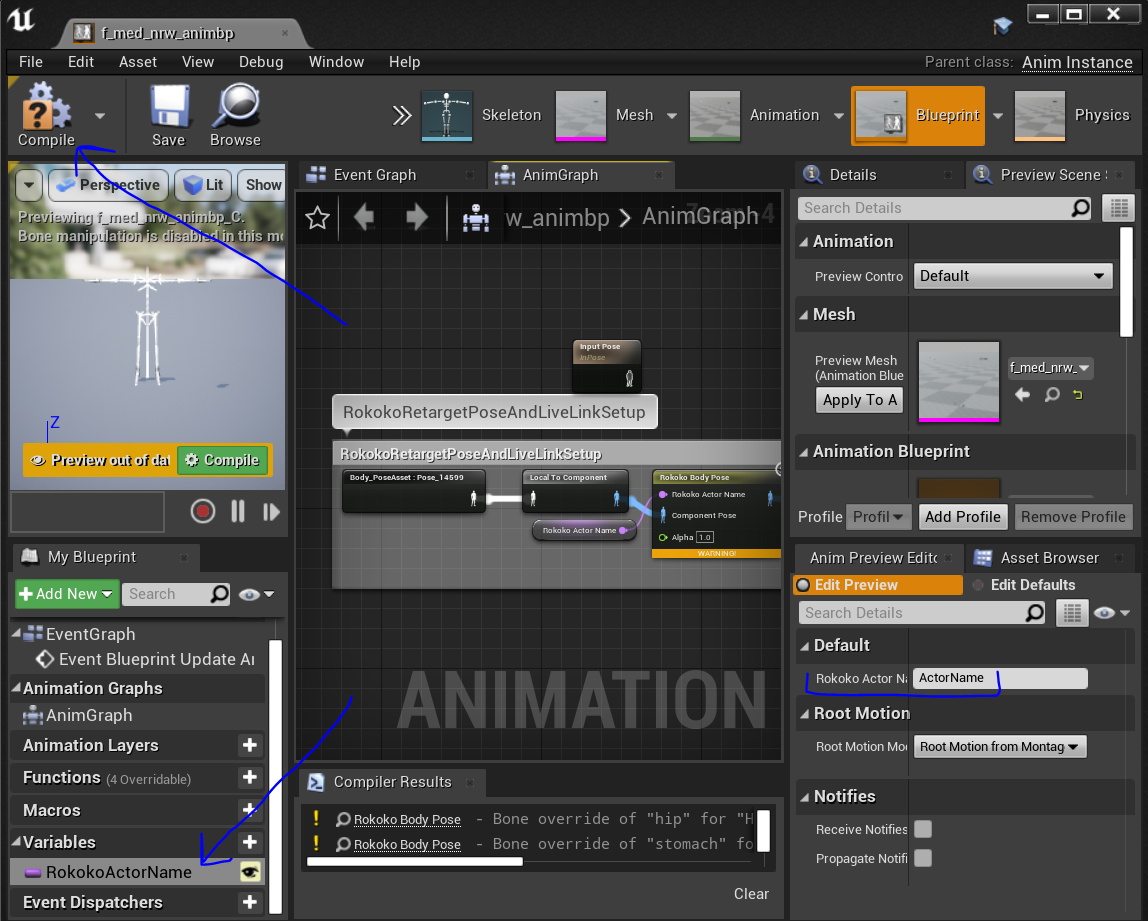 f_med_nrw_animbp
File Edit Asset View Debug Window Help
Parent class: Anim Instance
Compile
Save
Browse
Skeleton
Mesh
Animation
Blueprint
Physics
Perspective
Lit
Show
Previewing f_med_nrw_animbp_C.
Bone manipulation is disabled in this mo
Z
Preview out of dat
Compile
Event Graph
AnimGraph
w_animbp
AnimGraph
Input Pose
InPose
RokokoRetargetPoseAndLiveLinkSetup
RokokoRetargetPoseAndLiveLinkSetup
Body_PoseAsset : Pose_14599
Local To Component
Rokoko Actor Name
Rokoko Body Pose
Rokoko Actor Name
Component Pose
Alpha 1.0
WARNING!
ANIMATION
Compiler Results
! Rokoko Body Pose - Bone override of "hip" for "H
! Rokoko Body Pose - Bone override of "stomach" fo
Clear
My Blueprint
Add New
Search
EventGraph
Event Blueprint Update Ar
Animation Graphs
AnimGraph
Animation Layers
Functions (4 Overridable)
Macros
Variables
RokokoActorName
Event Dispatchers
Details
Preview Scene
Search Details
Animation
Preview Contro
Default
Mesh
Preview Mesh
(Animation Blue
Apply To A
f_med_nrw_
Animation Blueprint
Profile
Profil
Add Profile
Remove Profile
Anim Preview Edito
Asset Browser
Edit Preview
Edit Defaults
Search Details
Default
Rokoko Actor Na
ActorName
Root Motion
Root Motion Mod
Root Motion from Montag
Notifies
Receive Notifies
Propagate Notifi